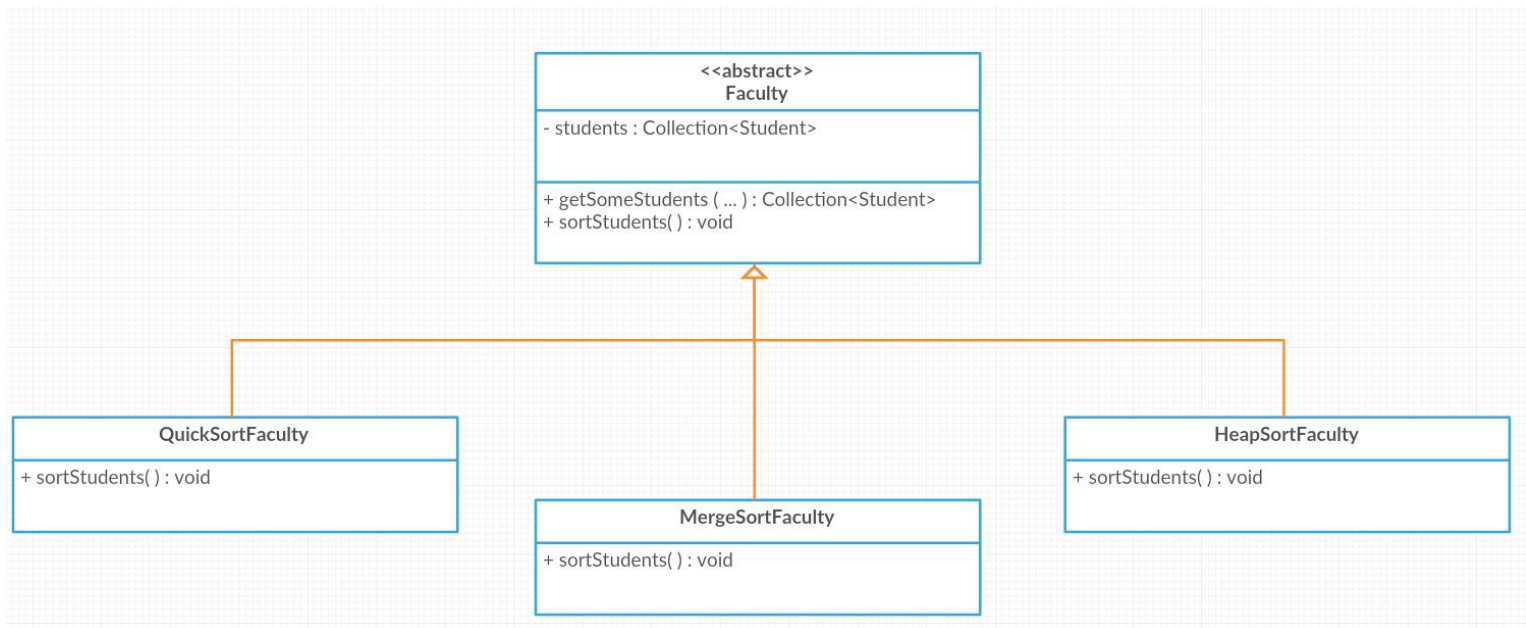 <<abstract>>
Faculty
- students : Collection<Student>
+ getSomeStudents ( ... ) : Collection<Student>
+ sortStudents( ) : void
QuickSortFaculty
+ sortStudents( ) : void
MergeSortFaculty
+ sortStudents( ) : void
HeapSortFaculty
+ sortStudents( ) : void